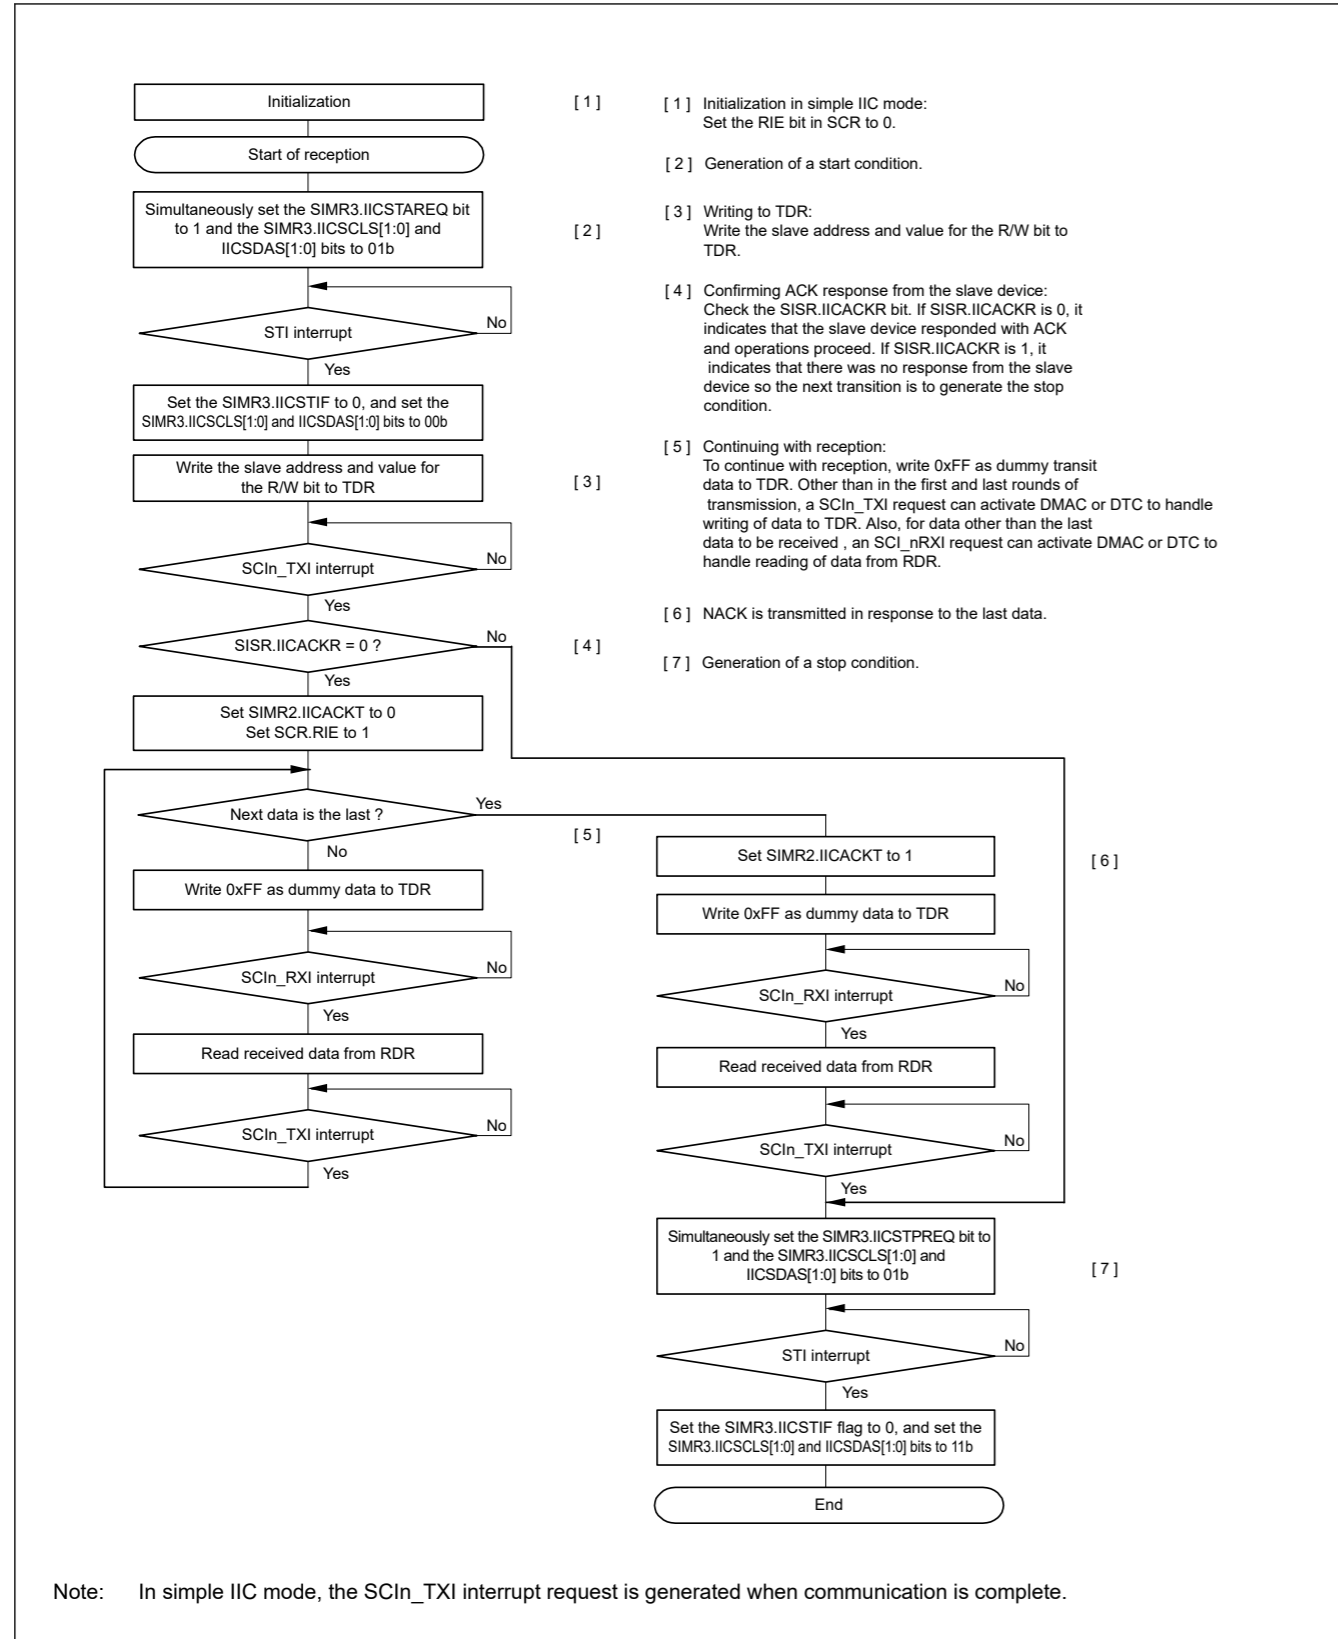 Initialization
[ 1 ]
Start of reception
Simultaneously set the SIMR3.IICSTAREQ bit
to 1 and the SIMR3.IICSCLS[1:0] and
IICSDAS[1:0] bits to 01b
[ 2 ]
STI interrupt
No
Yes
Set the SIMR3.IICSTIF to 0, and set the
SIMR3.IICSCLS[1:0] and IICSDAS[1:0] bits to 00b
Write the slave address and value for
the R/W bit to TDR
[ 3 ]
SCIn_TXI interrupt
No
Yes
SISR.IICACKR = 0 ?
No
[ 4 ]
Yes
Set SIMR2.IICACKT to 0
Set SCR.RIE to 1
Next data is the last ?
Yes
[ 5 ]
No
Write 0xFF as dummy data to TDR
SCIn_RXI interrupt
No
Yes
Read received data from RDR
SCIn_TXI interrupt
No
Yes
[ 1 ] Initialization in simple IIC mode:
Set the RIE bit in SCR to 0.
[ 2 ] Generation of a start condition.
[ 3 ] Writing to TDR:
Write the slave address and value for the R/W bit to
TDR.
[ 4 ] Confirming ACK response from the slave device:
Check the SISR.IICACKR bit. If SISR.IICACKR is 0, it
indicates that the slave device responded with ACK
and operations proceed. If SISR.IICACKR is 1, it
indicates that there was no response from the slave
device so the next transition is to generate the stop
condition.
[ 5 ] Continuing with reception:
To continue with reception, write 0xFF as dummy transit
data to TDR. Other than in the first and last rounds of
transmission, a SCIn_TXI request can activate DMAC or DTC to handle
writing of data to TDR. Also, for data other than the last
data to be received , an SCI_nRXI request can activate DMAC or DTC to
handle reading of data from RDR.
[ 6 ] NACK is transmitted in response to the last data.
[ 7 ] Generation of a stop condition.
Set SIMR2.IICACKT to 1
[ 6 ]
Write 0xFF as dummy data to TDR
SCIn_RXI interrupt
No
Yes
Read received data from RDR
SCIn_TXI interrupt
No
Yes
Simultaneously set the SIMR3.IICSTPREQ bit to
1 and the SIMR3.IICSCLS[1:0] and
IICSDAS[1:0] bits to 01b
[ 7 ]
STI interrupt
No
Yes
Set the SIMR3.IICSTIF flag to 0, and set the
SIMR3.IICSCLS[1:0] and IICSDAS[1:0] bits to 11b
End
Note: In simple IIC mode, the SCIn_TXI interrupt request is generated when communication is complete.